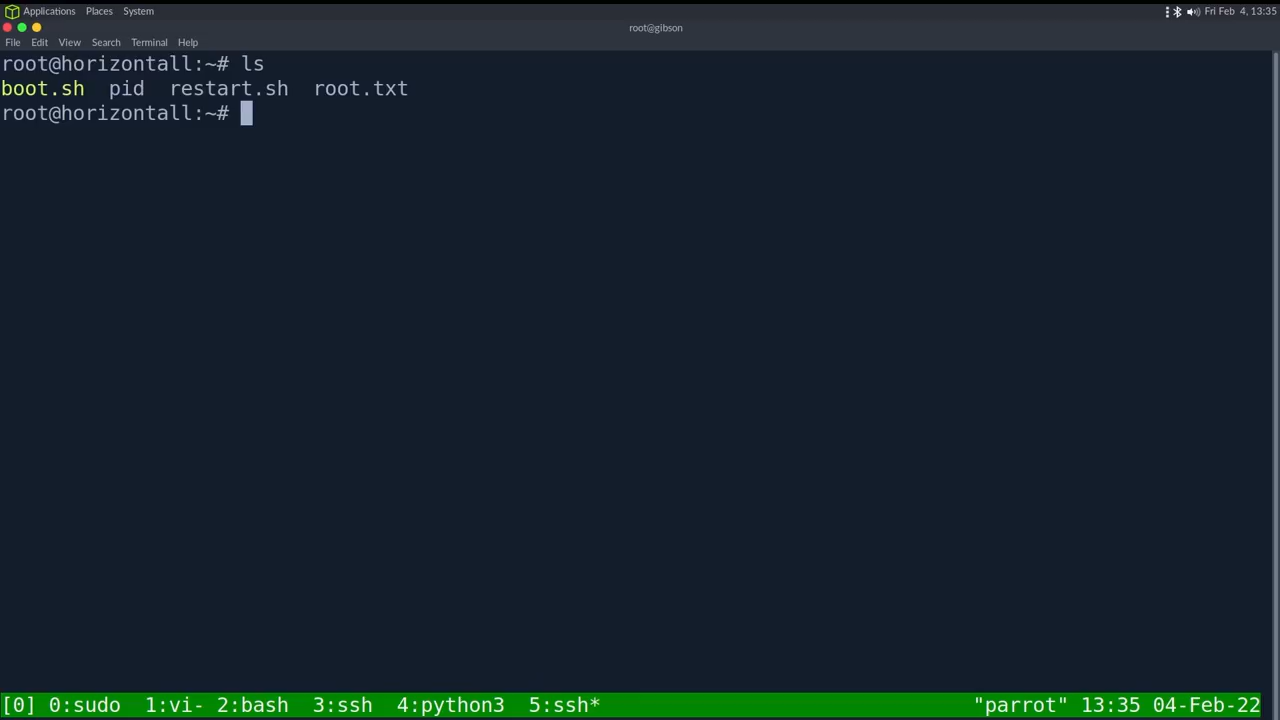 Applications Places System Fri Feb 4, 13:35
root@gibson
File Edit View Search Terminal Help
root@horizontall:~# ls
boot.sh pid restart.sh root.txt
root@horizontall:~#
[0] 0:sudo 1:vi- 2:bash 3:ssh 4:python3 5:ssh* "parrot" 13:35 04-Feb-22